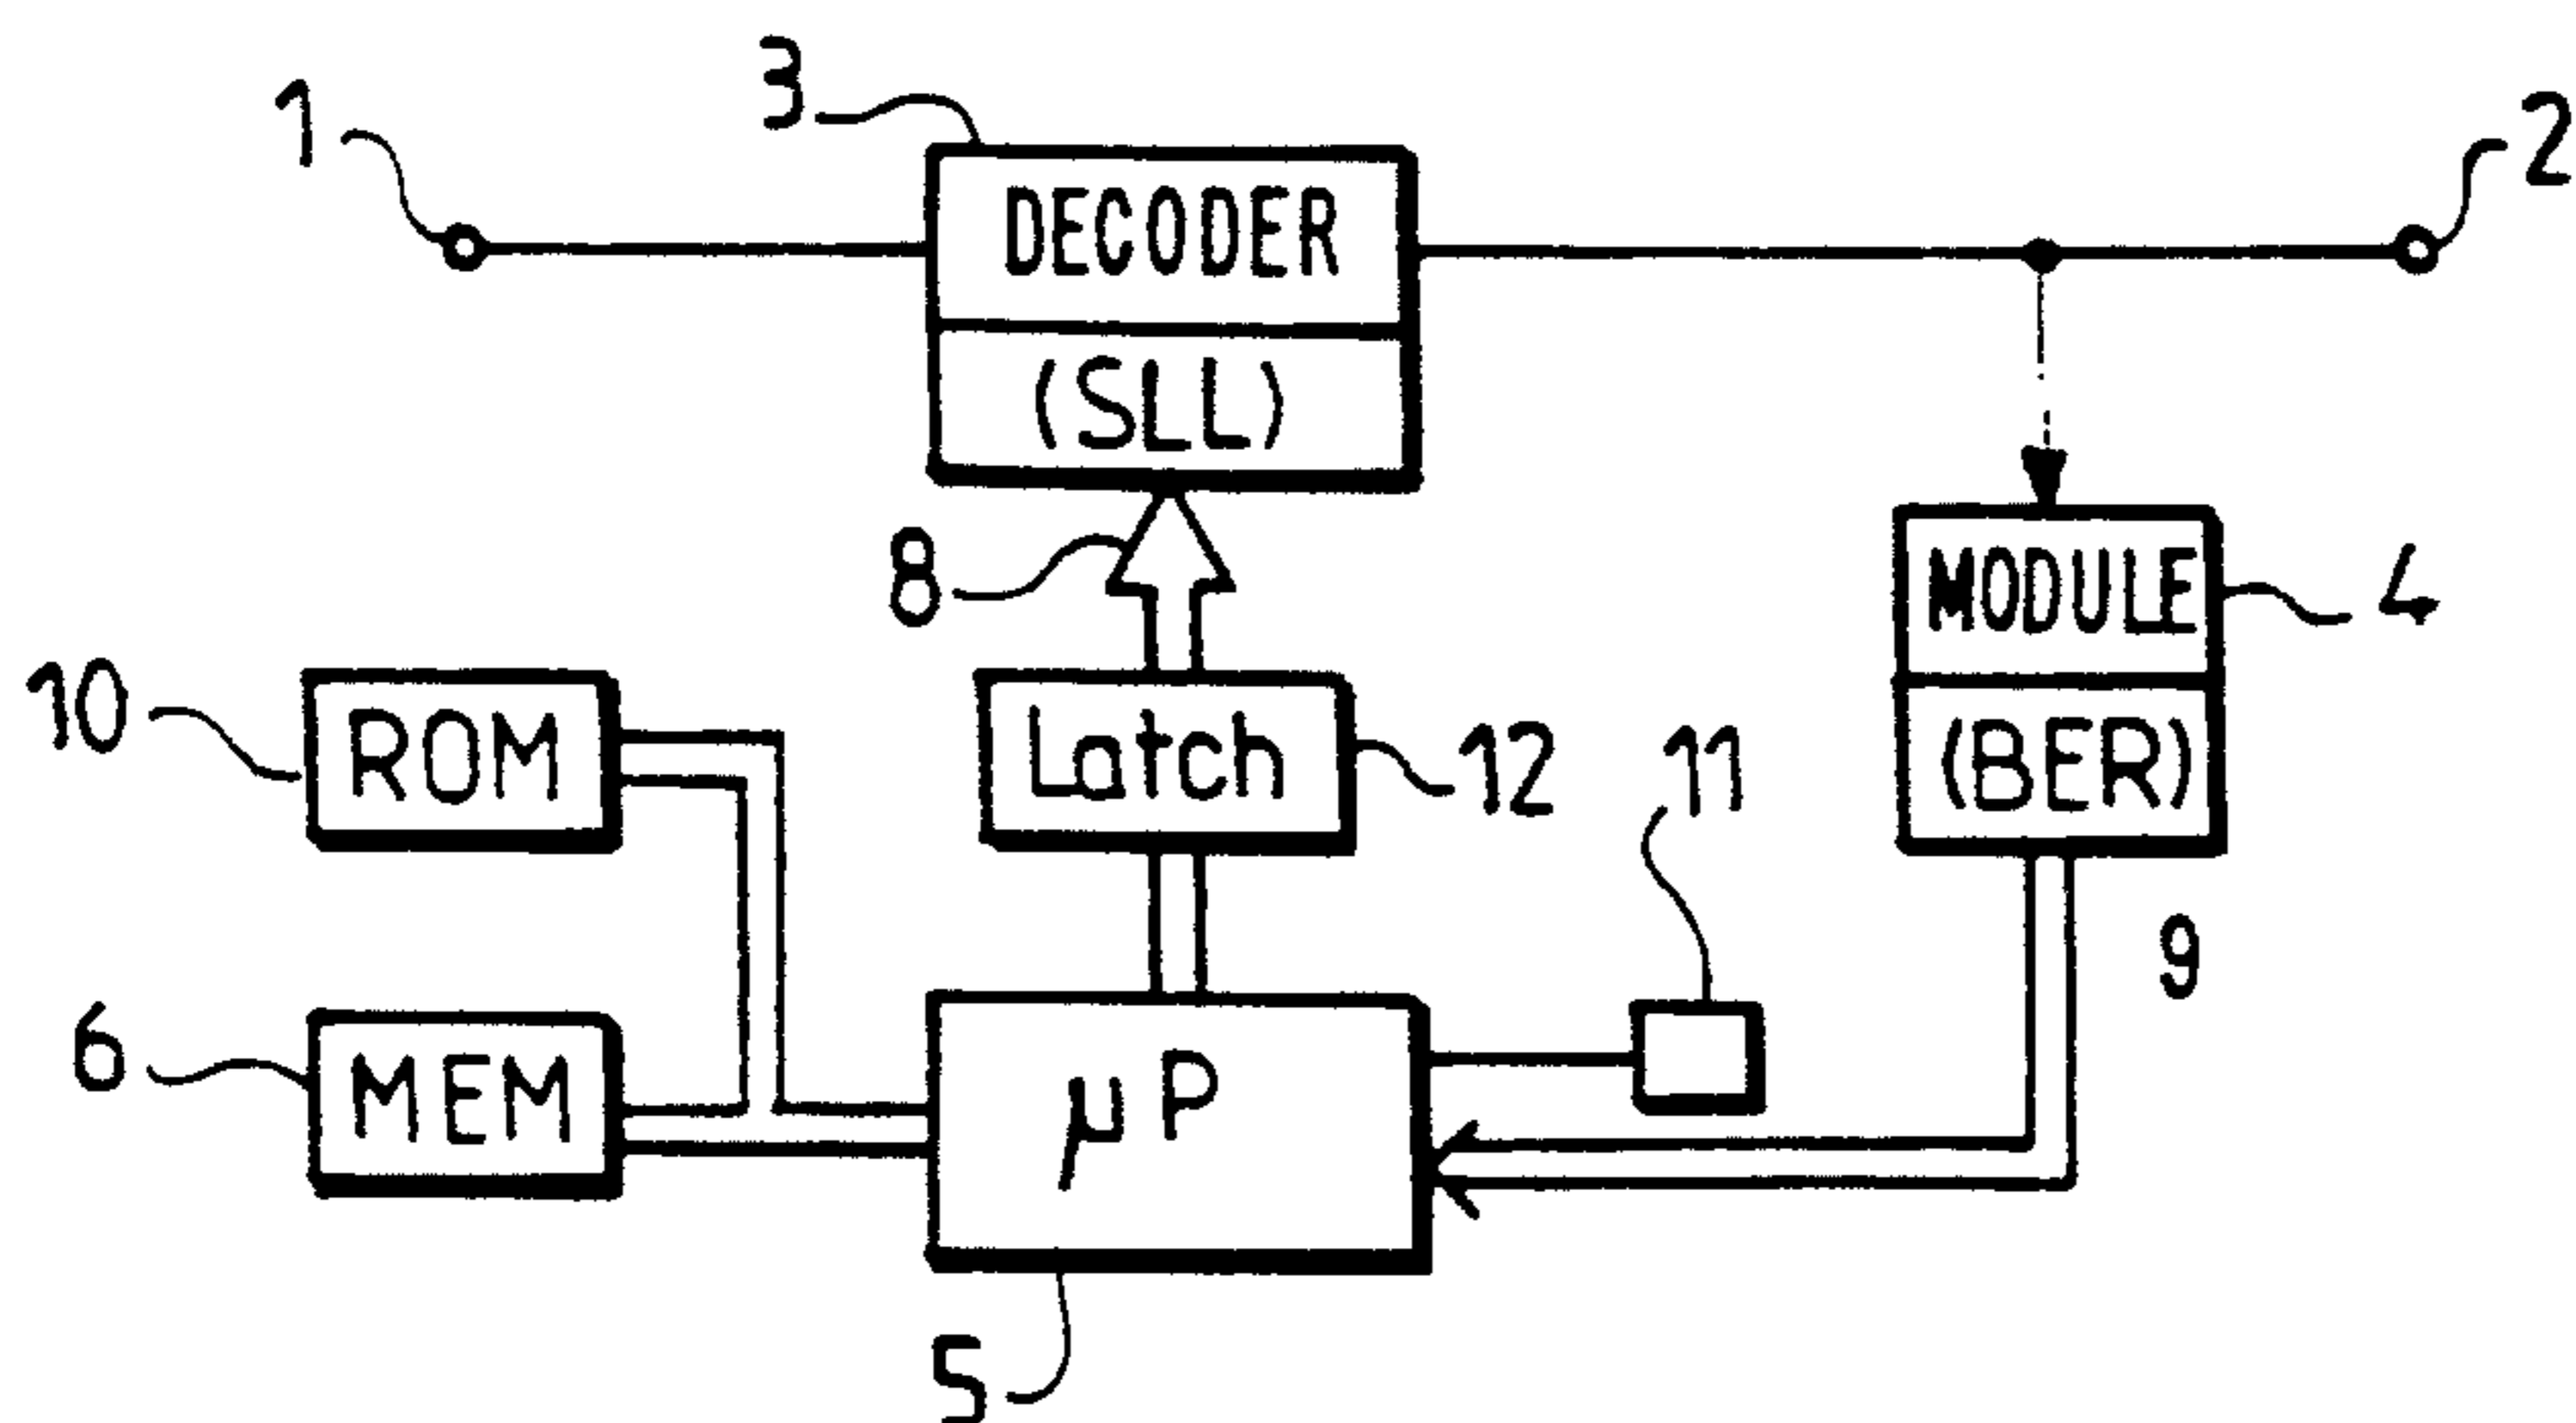 3
1
2
DECODER
(SLL)
8
MODULE
4
10
ROM
Latch
12
11
(BER)
9
6
MEM
µP
5